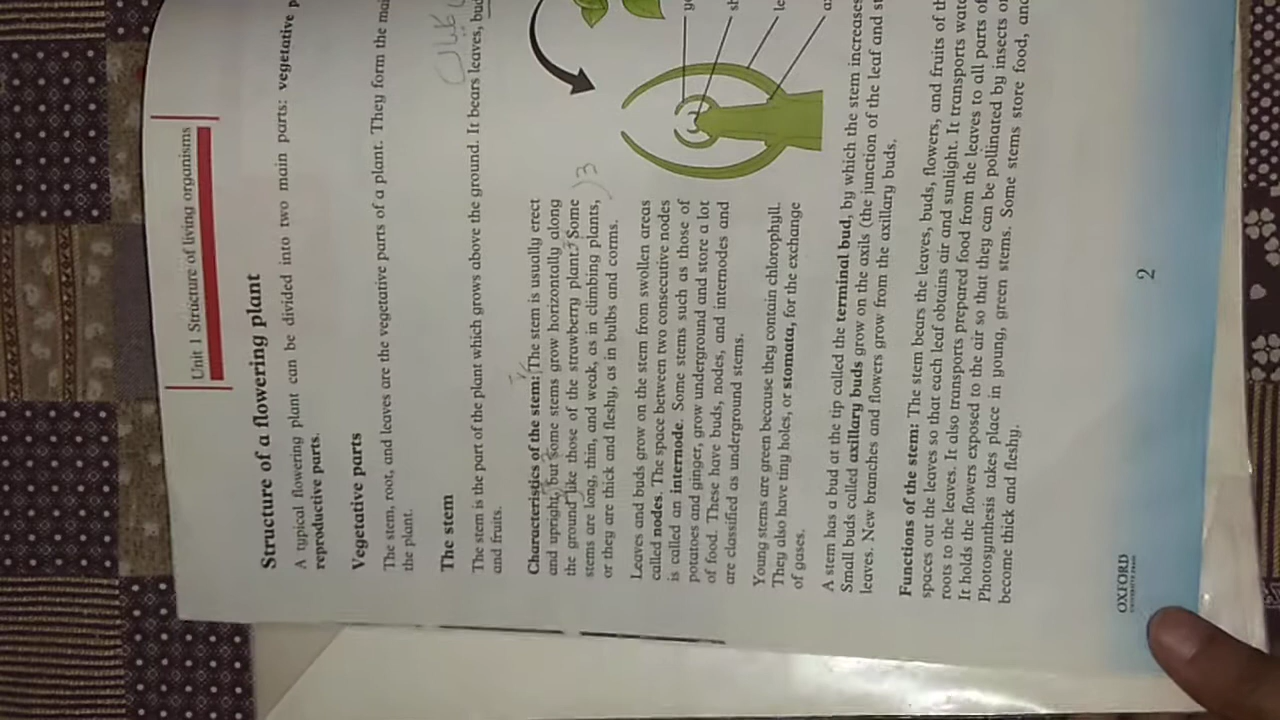 Unit 1 Structure of living organisms
Structure of a flowering plant
A typical flowering plant can be divided into two main parts: vegetative
reproductive parts.
Vegetative parts
The stem, root, and leaves are the vegetative parts of a plant. They form the
the plant.
The stem
The stem is the part of the plant which grows above the ground. It bears leaves,
and fruits.
Characteristics of the stem: The stem is usually erect
and upright, but some stems grow horizontally along
the ground like those of the strawberry plant. Some
stems are long, thin, and weak, as in climbing plants,
or they are thick and fleshy, as in bulbs and corms.
Leaves and buds grow on the stem from swollen areas
called nodes. The space between two consecutive nodes
is called an internode. Some stems such as those of
potatoes and ginger, grow underground and store a lot
of food. These have buds, nodes, and internodes and
are classified as underground stems.
Young stems are green because they contain chlorophyll.
They also have tiny holes, or stomata, for the exchange
of gases.
A stem has a bud at the tip called the terminal bud, by which the stem increases
Small buds called axillary buds grow on the axils (the junction of the leaf and
leaves. New branches and flowers grow from the axillary buds.
Functions of the stem: The stem bears the leaves, buds, flowers, and fruits of
spaces out the leaves so that each leaf obtains air and sunlight. It transports
roots to the leaves. It also transports prepared food from the leaves to all parts of
It holds the flowers exposed to the air so that they can be pollinated by insects
Photosynthesis takes place in young, green stems. Some stems store food,
become thick and fleshy.
OXFORD
UNIVERSITY PRESS
2